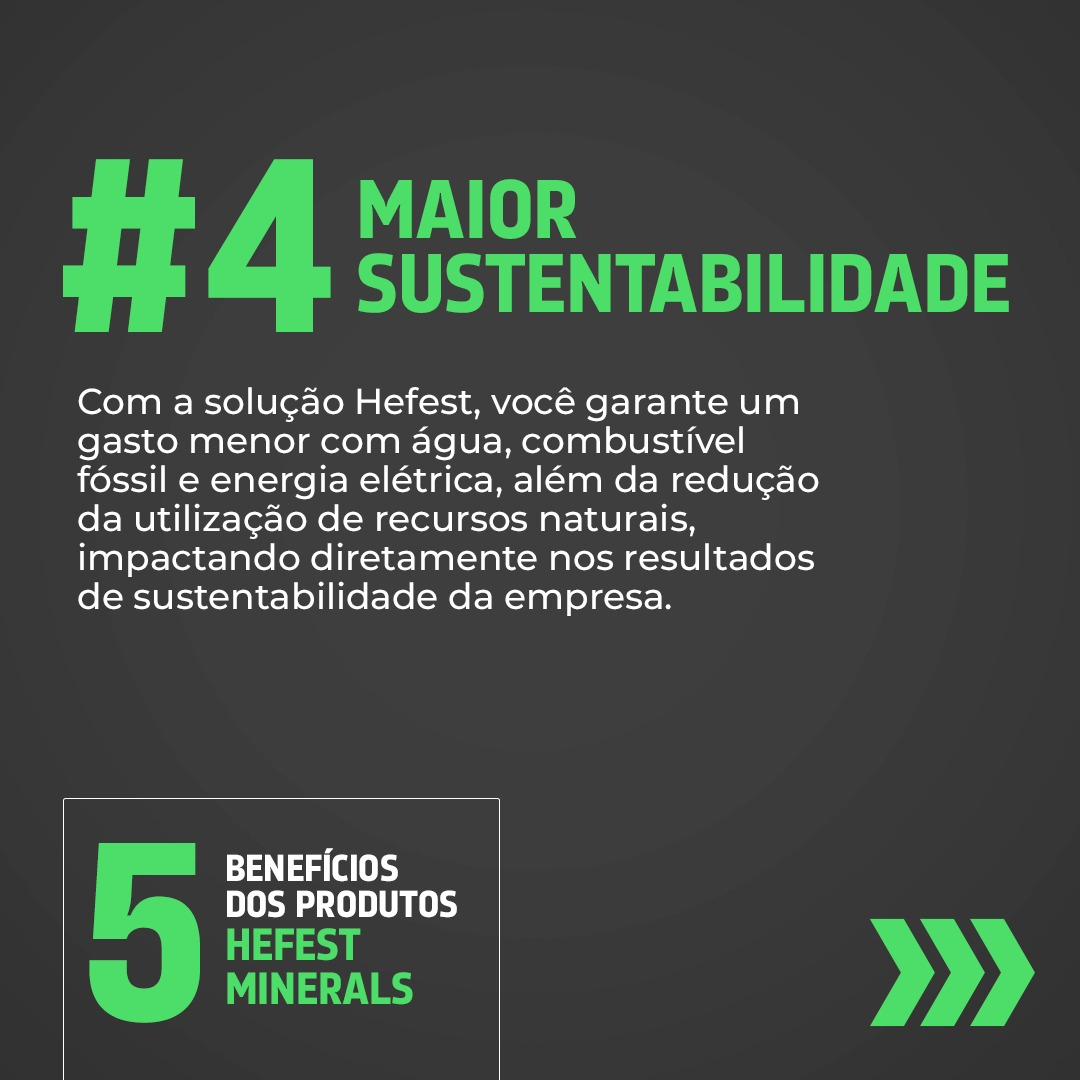 #4
MAIOR
SUSTENTABILIDADE
Com a solução Hefest, você garante um
gasto menor com água, combustível
fóssil e energia elétrica, além da redução
da utilização de recursos naturais,
impactando diretamente nos resultados
de sustentabilidade da empresa.
5
BENEFÍCIOS
DOS PRODUTOS
HEFEST
MINERALS